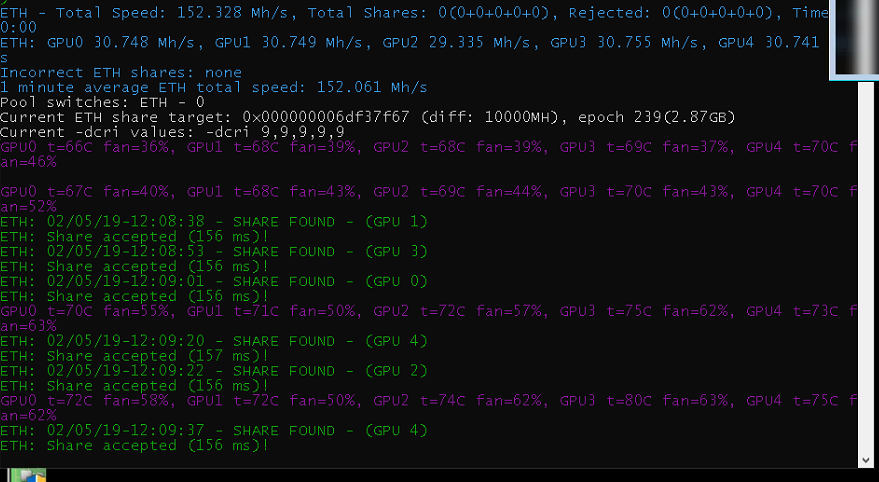 ETH - Total Speed: 152.328 Mh/s, Total Shares: 0(0+0+0+0+0), Rejected: 0(0+0+0+0+0), Time
0:00
ETH: GPU0 30.748 Mh/s, GPU1 30.749 Mh/s, GPU2 29.335 Mh/s, GPU3 30.755 Mh/s, GPU4 30.741
s
Incorrect ETH shares: none
1 minute average ETH total speed: 152.061 Mh/s
Pool switches: ETH - 0
Current ETH share target: 0x000000006df37f67 (diff: 10000MH), epoch 239(2.87GB)
Current -dcri values: -dcri 9,9,9,9,9
GPU0 t=66C fan=36%, GPU1 t=68C fan=39%, GPU2 t=68C fan=39%, GPU3 t=69C fan=37%, GPU4 t=70C f
an=46%
GPU0 t=67C fan=40%, GPU1 t=68C fan=43%, GPU2 t=69C fan=44%, GPU3 t=70C fan=43%, GPU4 t=70C f
an=52%
ETH: 02/05/19-12:08:38 - SHARE FOUND - (GPU 1)
ETH: Share accepted (156 ms)!
ETH: 02/05/19-12:08:53 - SHARE FOUND - (GPU 3)
ETH: Share accepted (156 ms)!
ETH: 02/05/19-12:09:01 - SHARE FOUND - (GPU 0)
ETH: Share accepted (156 ms)!
GPU0 t=70C fan=55%, GPU1 t=71C fan=50%, GPU2 t=72C fan=57%, GPU3 t=75C fan=62%, GPU4 t=73C f
an=63%
ETH: 02/05/19-12:09:20 - SHARE FOUND - (GPU 4)
ETH: Share accepted (157 ms)!
ETH: 02/05/19-12:09:22 - SHARE FOUND - (GPU 2)
ETH: Share accepted (156 ms)!
GPU0 t=72C fan=58%, GPU1 t=72C fan=50%, GPU2 t=74C fan=62%, GPU3 t=80C fan=63%, GPU4 t=75C f
an=62%
ETH: 02/05/19-12:09:37 - SHARE FOUND - (GPU 4)
ETH: Share accepted (156 ms)!